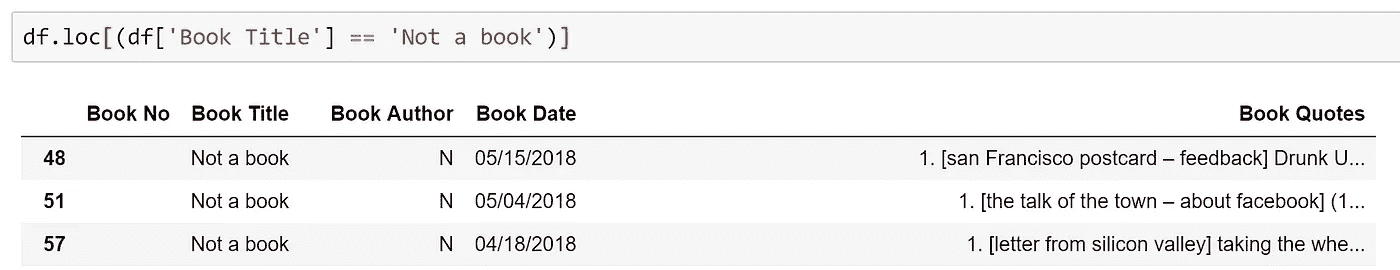 df.loc[(df['Book Title'] == 'Not a book')]
Book No Book Title Book Author Book Date Book Quotes
48 Not a book N 05/15/2018 1. [san Francisco postcard – feedback] Drunk U...
51 Not a book N 05/04/2018 1. [the talk of the town – about facebook] (1...
57 Not a book N 04/18/2018 1. [letter from silicon valley] taking the whe...